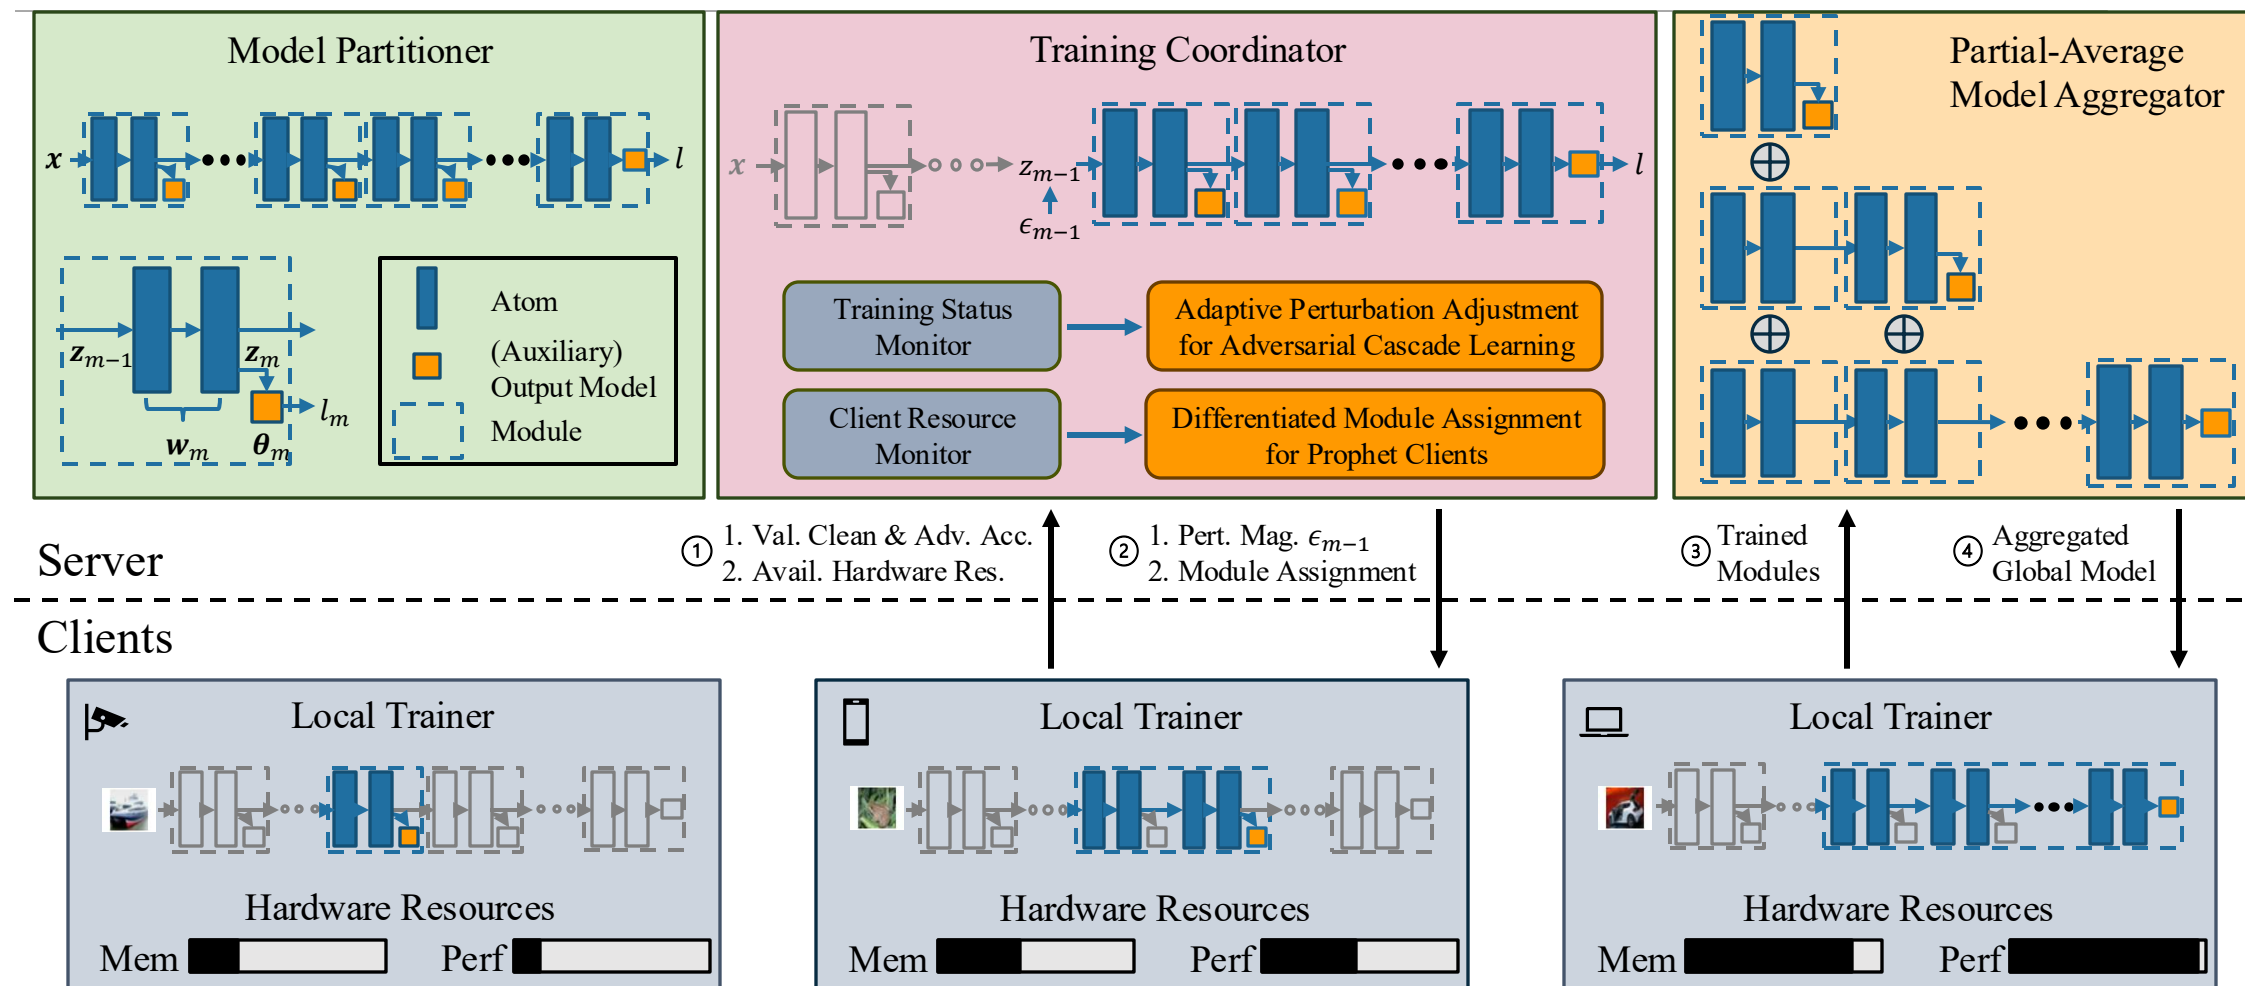 Model Partitioner
x
l
z_{m-1}
z_m
l_m
w_m
θ_m
Atom
(Auxiliary)
Output Model
Module
Training Coordinator
x
z_{m-1}
l
ϵ_{m-1}
Training Status
Monitor
Adaptive Perturbation Adjustment
for Adversarial Cascade Learning
Client Resource
Monitor
Differentiated Module Assignment
for Prophet Clients
Partial-Average
Model Aggregator
Server
① 1. Val. Clean & Adv. Acc.
2. Avail. Hardware Res.
② 1. Pert. Mag. ϵ_{m-1}
2. Module Assignment
③ Trained
Modules
④ Aggregated
Global Model
Clients
Local Trainer
Hardware Resources
Mem Perf
Local Trainer
Hardware Resources
Mem Perf
Local Trainer
Hardware Resources
Mem Perf